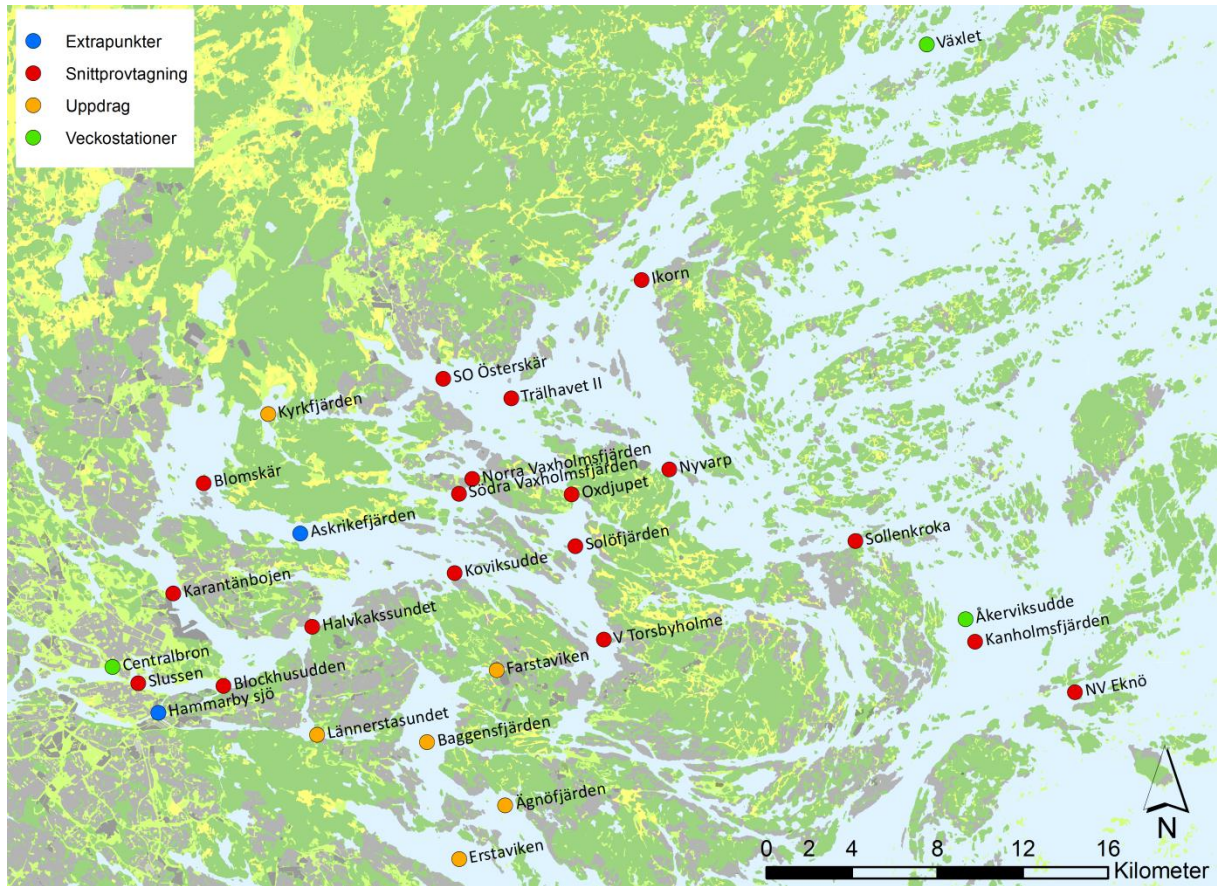 Extrapunkter
Snittprovtagning
Uppdrag
Veckostationer
Växlet
Ikorn
SO Österskär
Trälhavet II
Kyrkfjärden
Norra Vaxholmsfjärden
Södra Vaxholmsfjärden
Nyvarp
Blomskär
Oxdjupet
Askrikefjärden
Solöfjärden
Sollenkroka
Koviksudde
Karantänbojen
Halvkakssundet
V Torsbyholme
Åkerviksudde
Kanholmsfjärden
Centralbron
Slussen
Blockhusudden
Farstaviken
NV Eknö
Hammarby sjö
Lännerstasundet
Baggensfjärden
Ägnöfjärden
Erstaviken
N
0 2 4 8 12 16
Kilometer